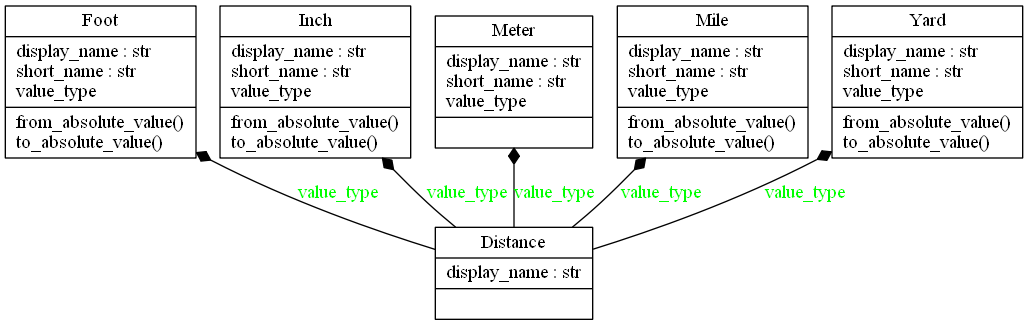 Foot
display_name : str
short_name : str
value_type
from_absolute_value()
to_absolute_value()
Inch
display_name : str
short_name : str
value_type
from_absolute_value()
to_absolute_value()
Meter
display_name : str
short_name : str
value_type
Mile
display_name : str
short_name : str
value_type
from_absolute_value()
to_absolute_value()
Yard
display_name : str
short_name : str
value_type
from_absolute_value()
to_absolute_value()
value_type
value_type
value_type
value_type
value_type
Distance
display_name : str